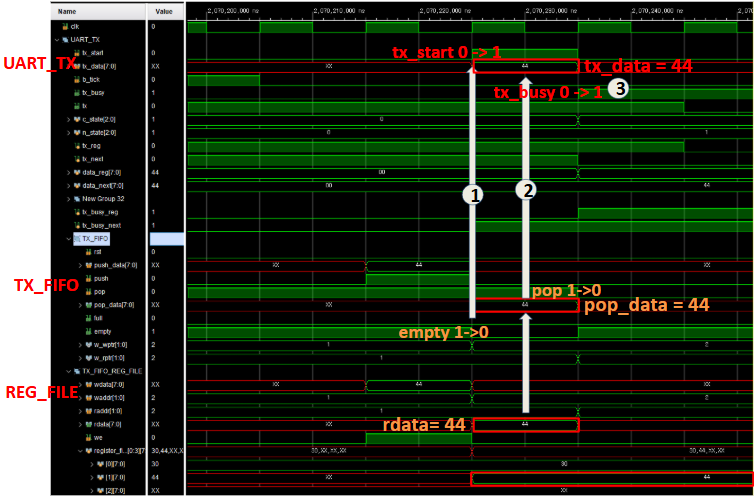 Name Value 2,070,200.000 ns 2,070,210.000 ns 2,070,220.000 ns 2,070,230.000 ns 2,070,240.000 ns
clk 0
UART_TX
tx_start 0 tx_start 0 -> 1
UART_TX tx_data[7:0] XX XX 44 tx_data = 44
b_tick 0
tx_busy 1 tx_busy 0 -> 1 3
tx 0
c_state[2:0] 1 0
n_state[2:0] 1 0 1
tx_reg 0
tx_next 0
data_reg[7:0] 44 00
data_next[7:0] 44 00 44
New Group 32 1 2
tx_busy_reg 1
tx_busy_next 1
TX_FIFO
rst 0
push_data[7:0] XX XX 44 XX
push 0
TX_FIFO pop 0 pop 1->0
pop_data[7:0] XX XX 44 pop_data = 44
full 0
empty 1 empty 1->0
w_wptr[1:0] 2 1 2
w_rptr[1:0] 2 1
TX_FIFO_REG_FILE
wdata[7:0] XX XX 44 XX
REG_FILE waddr[1:0] 2 1 2
raddr[1:0] 2 1
rdata[7:0] XX rdata= 44 44 XX
we 0
register_fi...[0:3][7:0] 30,44,XX,X 30,XX,XX,XX 30,44,XX,XX
[0][7:0] 30 30
[1][7:0] 44 XX 44
[2][7:0] XX XX